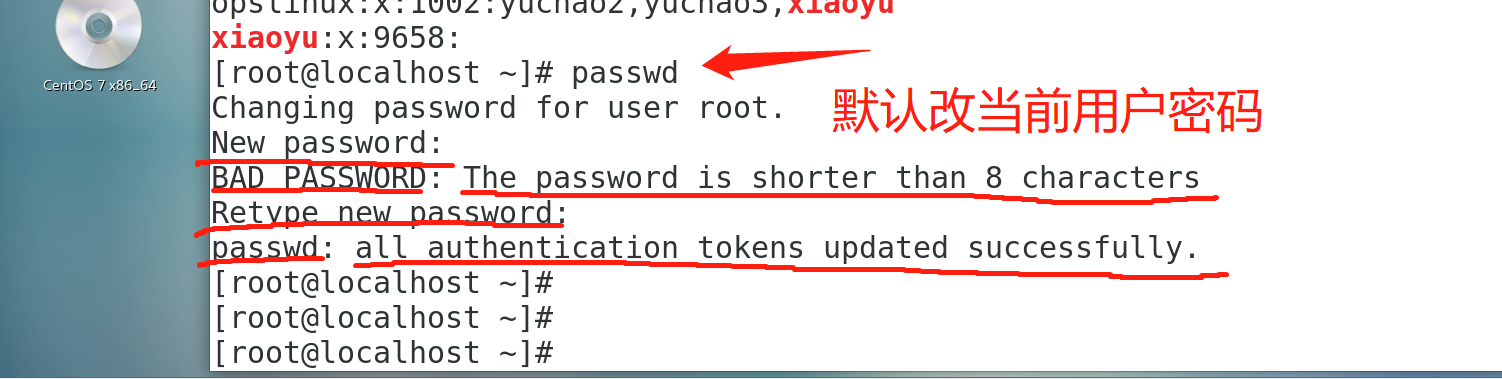 opslinux:x:1002:yuchao2,yuchao3,xiaoyu
xiaoyu:x:9658:
CentOS 7 x86_64
[root@localhost ~]# passwd
Changing password for user root.
默认改当前用户密码
New password:
BAD PASSWORD: The password is shorter than 8 characters
Retype new password:
passwd: all authentication tokens updated successfully.
[root@localhost ~]#
[root@localhost ~]#
[root@localhost ~]#